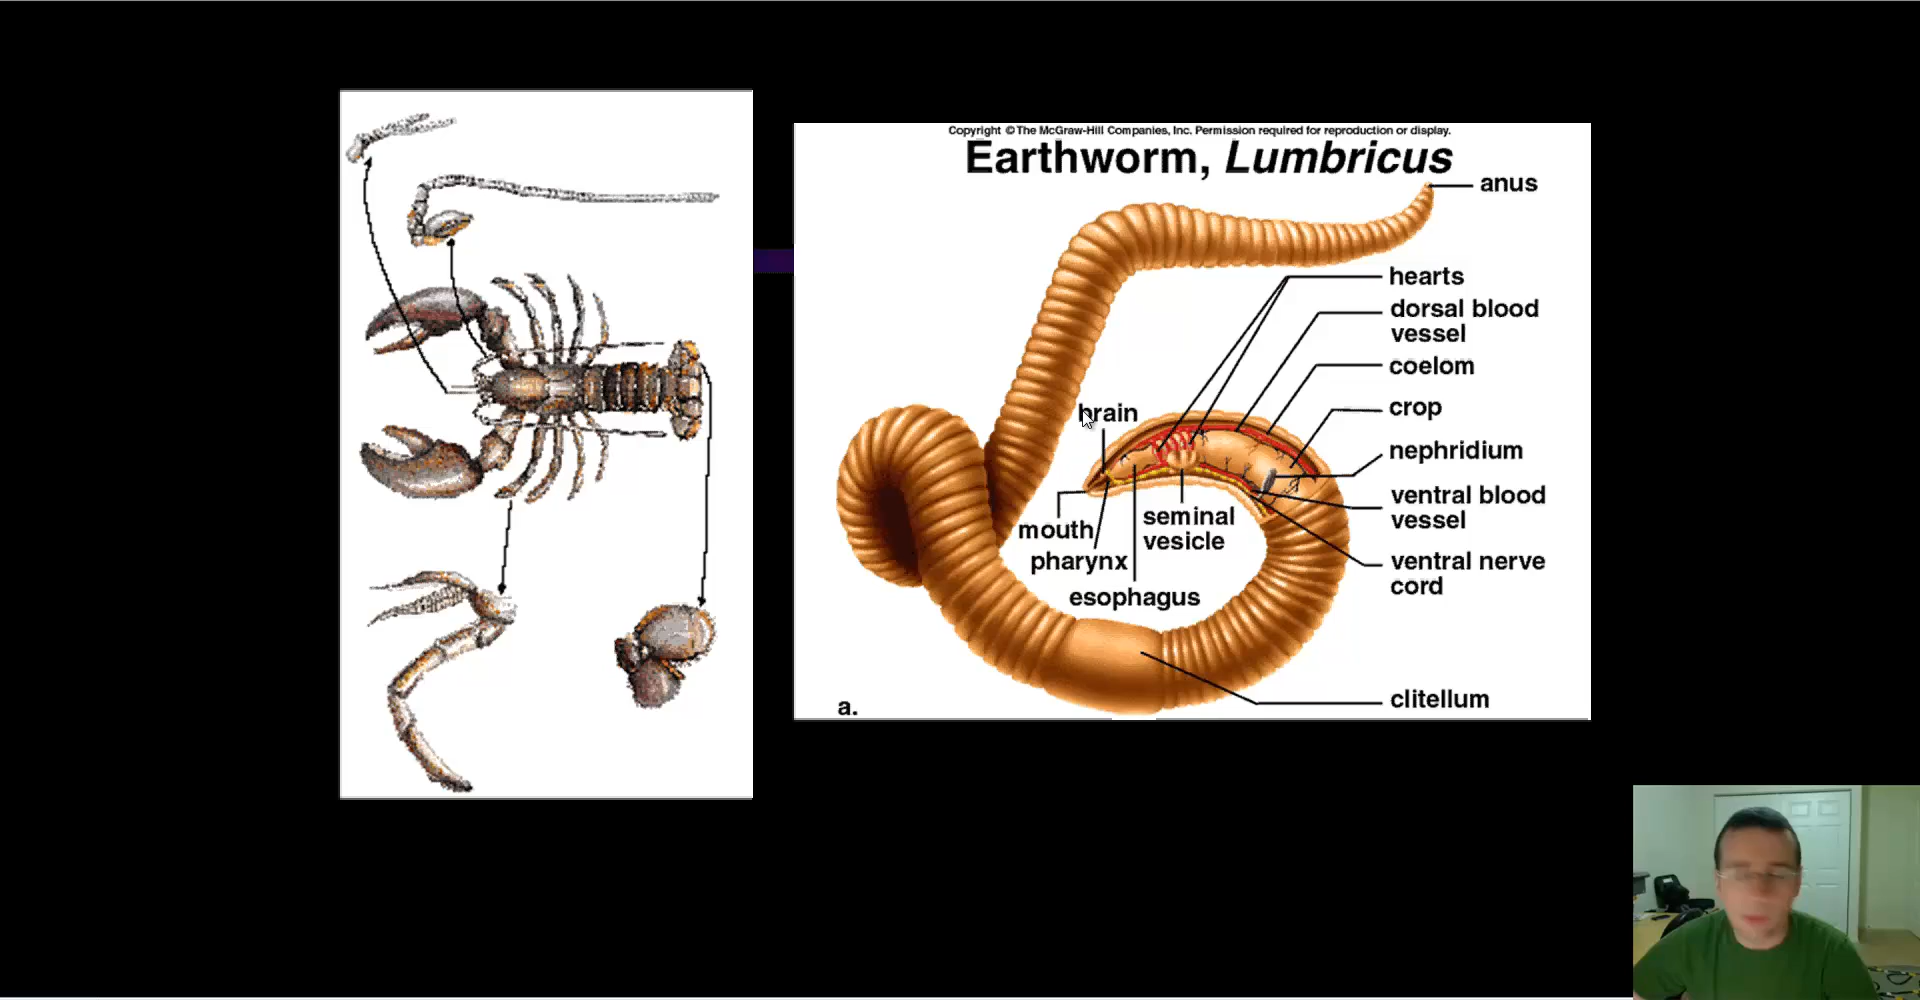 Copyright © The McGraw-Hill Companies, Inc. Permission required for reproduction or display.
Earthworm, Lumbricus
anus
hearts
dorsal blood
vessel
coelom
crop
brain
nephridium
ventral blood
vessel
mouth
seminal
vesicle
pharynx
ventral nerve
cord
esophagus
clitellum
a.